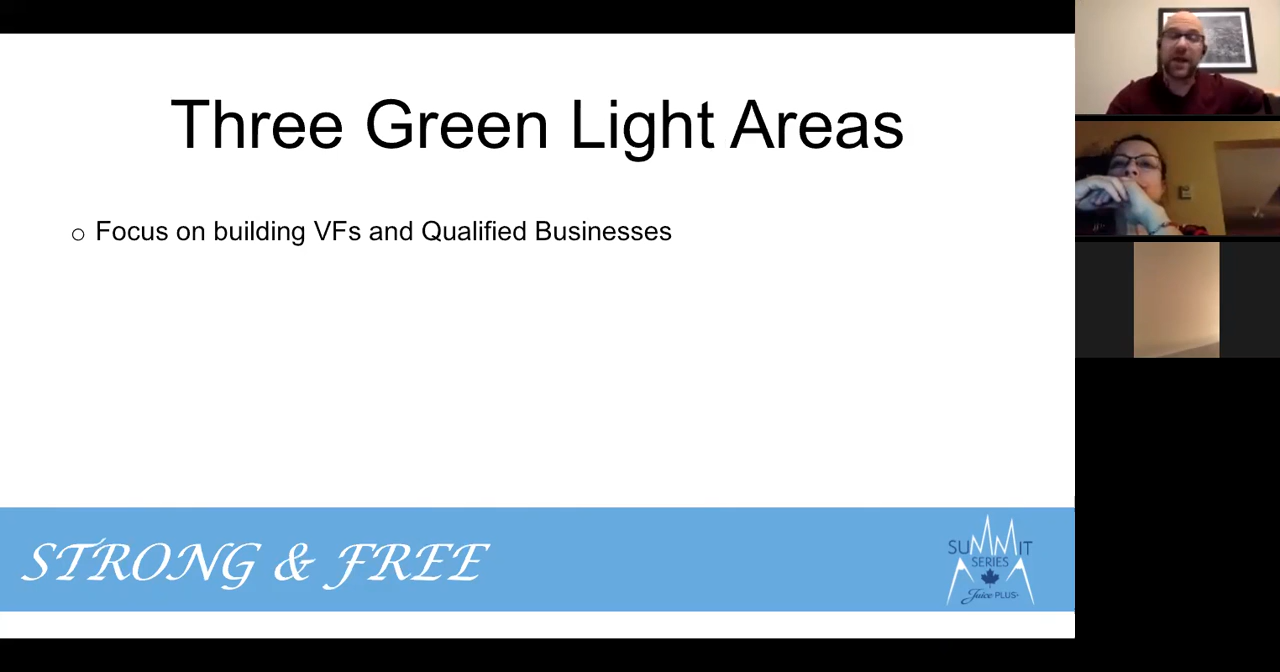 Three Green Light Areas
o Focus on building VFs and Qualified Businesses
STRONG & FREE
SUMMIT
SERIES
Juice PLUS+